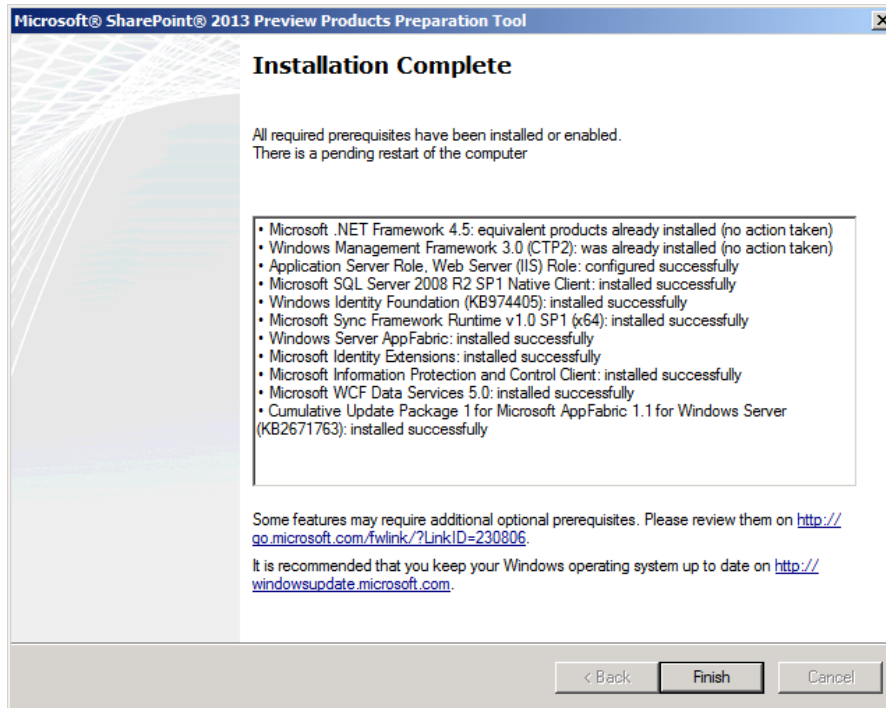 Microsoft® SharePoint® 2013 Preview Products Preparation Tool
Installation Complete
All required prerequisites have been installed or enabled.
There is a pending restart of the computer
• Microsoft .NET Framework 4.5: equivalent products already installed (no action taken)
• Windows Management Framework 3.0 (CTP2): was already installed (no action taken)
• Application Server Role, Web Server (IIS) Role: configured successfully
• Microsoft SQL Server 2008 R2 SP1 Native Client: installed successfully
• Windows Identity Foundation (KB974405): installed successfully
• Microsoft Sync Framework Runtime v1.0 SP1 (x64): installed successfully
• Windows Server AppFabric: installed successfully
• Microsoft Identity Extensions: installed successfully
• Microsoft Information Protection and Control Client: installed successfully
• Microsoft WCF Data Services 5.0: installed successfully
• Cumulative Update Package 1 for Microsoft AppFabric 1.1 for Windows Server
(KB2671763): installed successfully
Some features may require additional optional prerequisites. Please review them on http://
go.microsoft.com/fwlink/?LinkID=230806.
It is recommended that you keep your Windows operating system up to date on http://
windowsupdate.microsoft.com.
< Back
Finish
Cancel